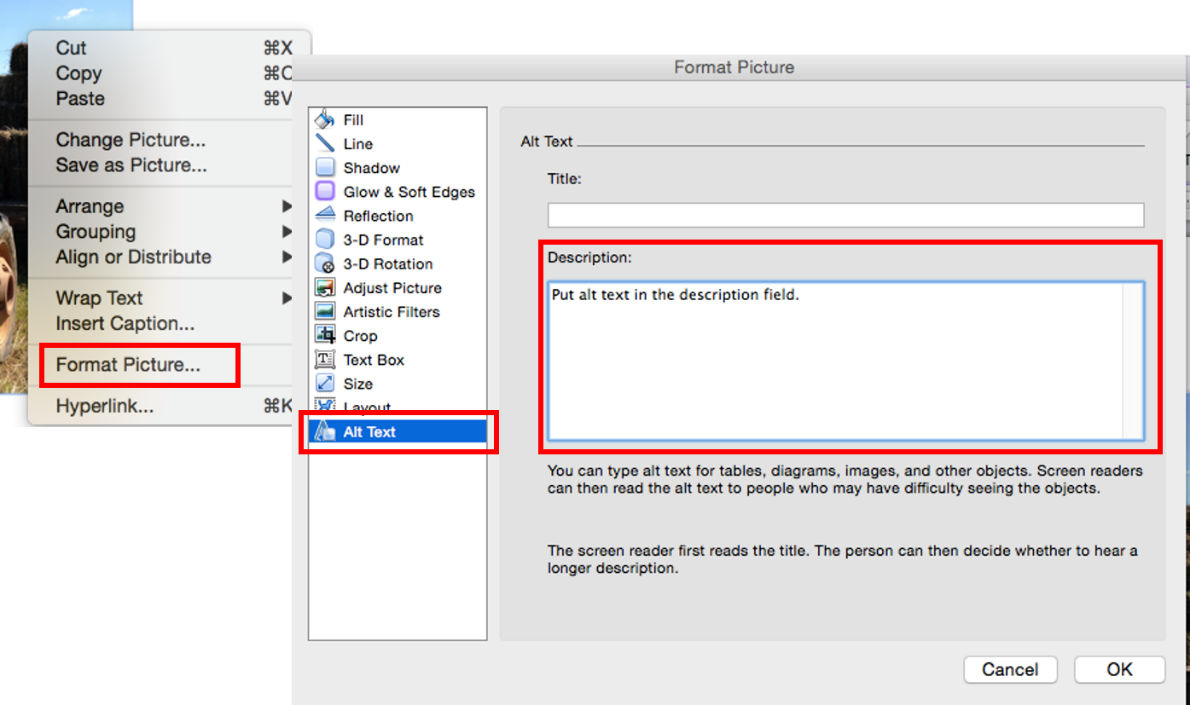 Cut ⌘X
Copy ⌘C
Paste ⌘V
Change Picture...
Save as Picture...
Arrange
Grouping
Align or Distribute
Wrap Text
Insert Caption...
Format Picture...
Hyperlink... ⌘K
Format Picture
Fill
Line
Shadow
Glow & Soft Edges
Reflection
3-D Format
3-D Rotation
Adjust Picture
Artistic Filters
Crop
Text Box
Size
Layout
Alt Text
Alt Text
Title:
Description:
Put alt text in the description field.
You can type alt text for tables, diagrams, images, and other objects. Screen readers
can then read the alt text to people who may have difficulty seeing the objects.
The screen reader first reads the title. The person can then decide whether to hear a
longer description.
Cancel OK